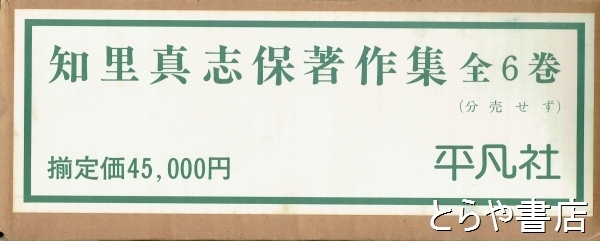 知里真志保著作集 全6巻
(分売せず)
揃定価45,000円
平凡社
とらや書店